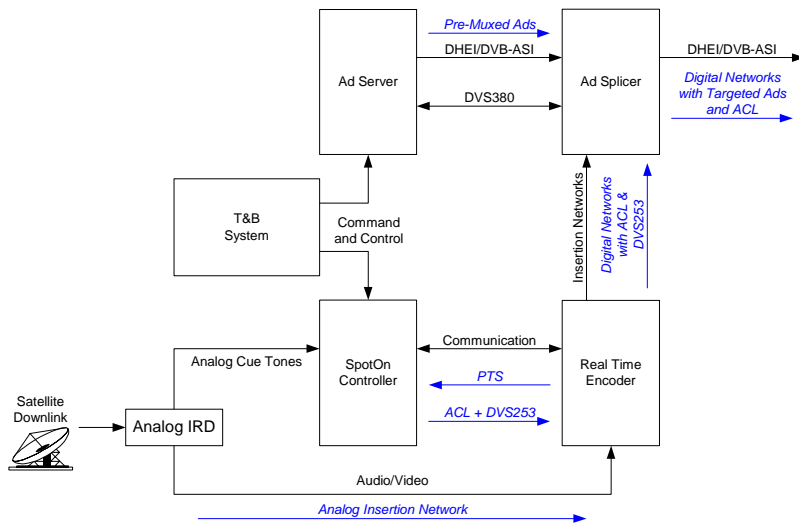 Pre-Muxed Ads
DHEI/DVB-ASI
DHEI/DVB-ASI
Ad Server
Ad Splicer
Digital Networks
with Targeted Ads
and ACL
DVS380
T&B
System
Command
and Control
Insertion Networks
Digital Networks
with ACL &
DVS253
Communication
Analog Cue Tones
SpotOn
Controller
Real Time
Encoder
PTS
Satellite
Downlink
Analog IRD
ACL + DVS253
Audio/Video
Analog Insertion Network